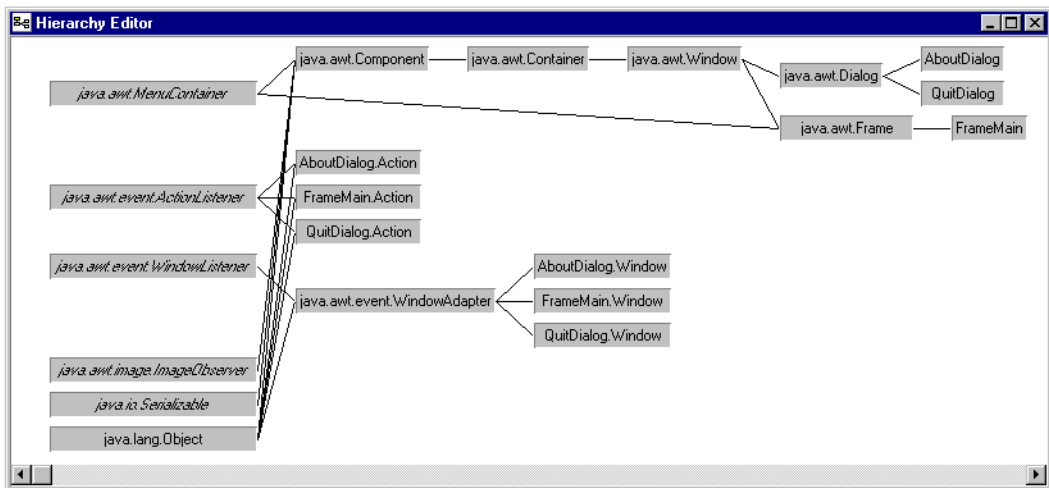 Hierarchy Editor
java.awt.Component
java.awt.Container
java.awt.Window
java.awt.Dialog
AboutDialog
QuitDialog
java.awt.MenuContainer
java.awt.Frame
FrameMain
AboutDialog.Action
java.awt.event.ActionListener
FrameMain.Action
QuitDialog.Action
java.awt.event.WindowListener
AboutDialog.Window
java.awt.event.WindowAdapter
FrameMain.Window
QuitDialog.Window
java.awt.image.ImageObserver
java.io.Serializable
java.lang.Object